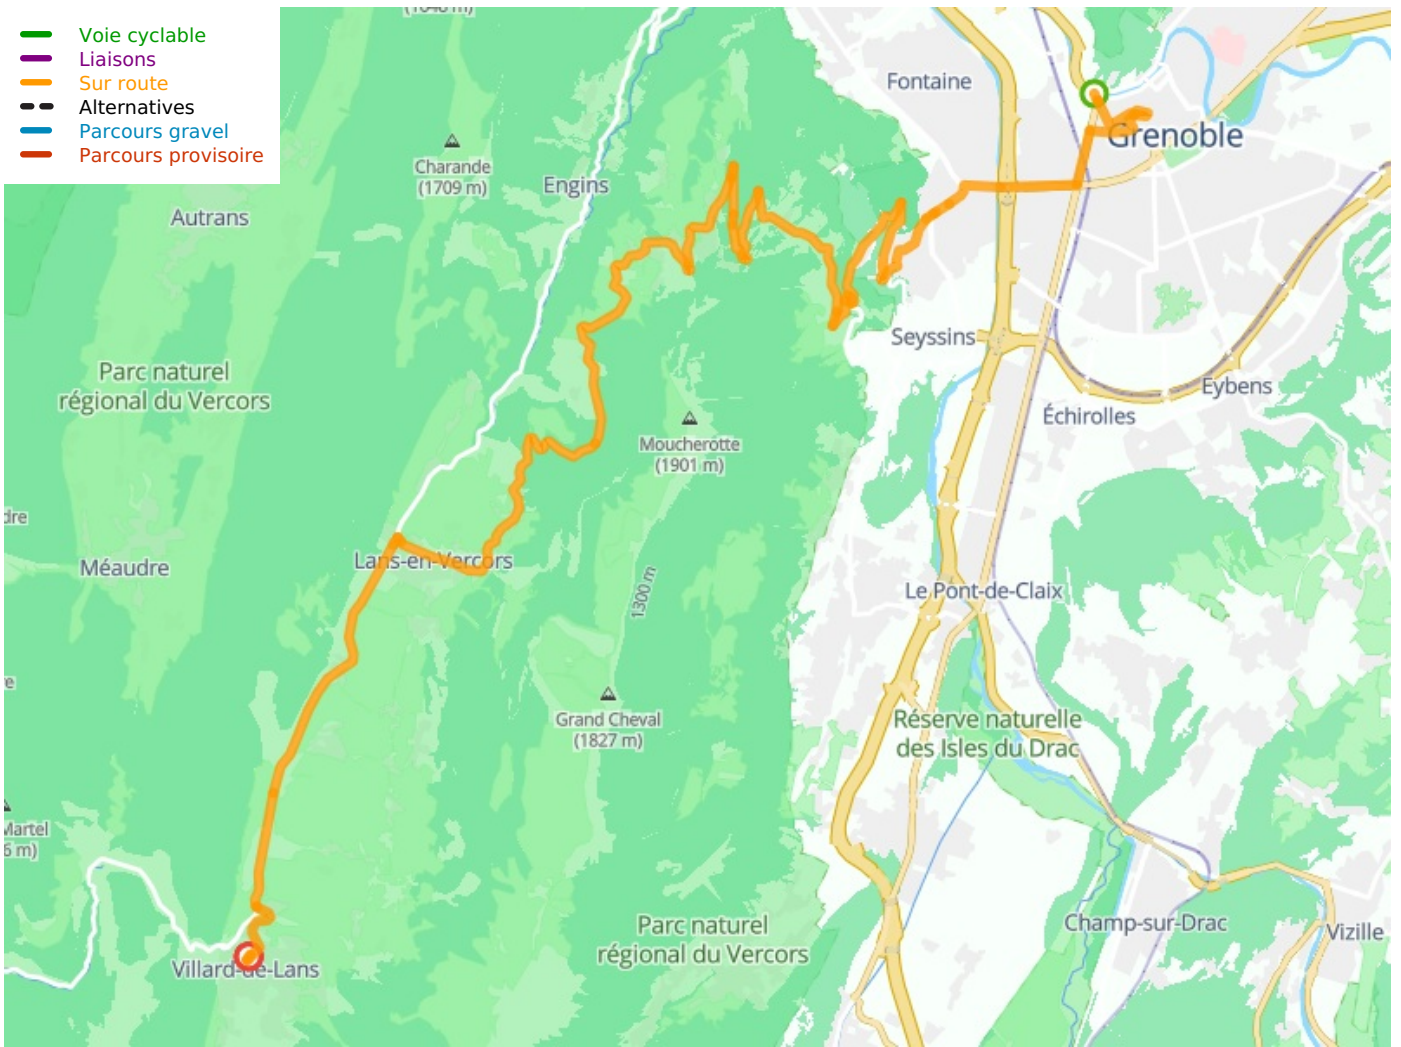 Voie cyclable
Liaisons
Sur route
Alternatives
Parcours gravel
Parcours provisoire
Fontaine
Grenoble
Charande
(1709 m)
Engins
Autrans
Seyssins
Parc naturel
régional du Vercors
Eybens
Échirolles
Moucherotte
(1901 m)
dre
Méaudre
Lans-en-Vercors
1300 m
Le Pont-de-Claix
e
Grand Cheval
(1827 m)
Réserve naturelle
des Isles du Drac
Martel
6 m)
Parc naturel
régional du Vercors
Champ-sur-Drac
Vizille
Villard-de-Lans